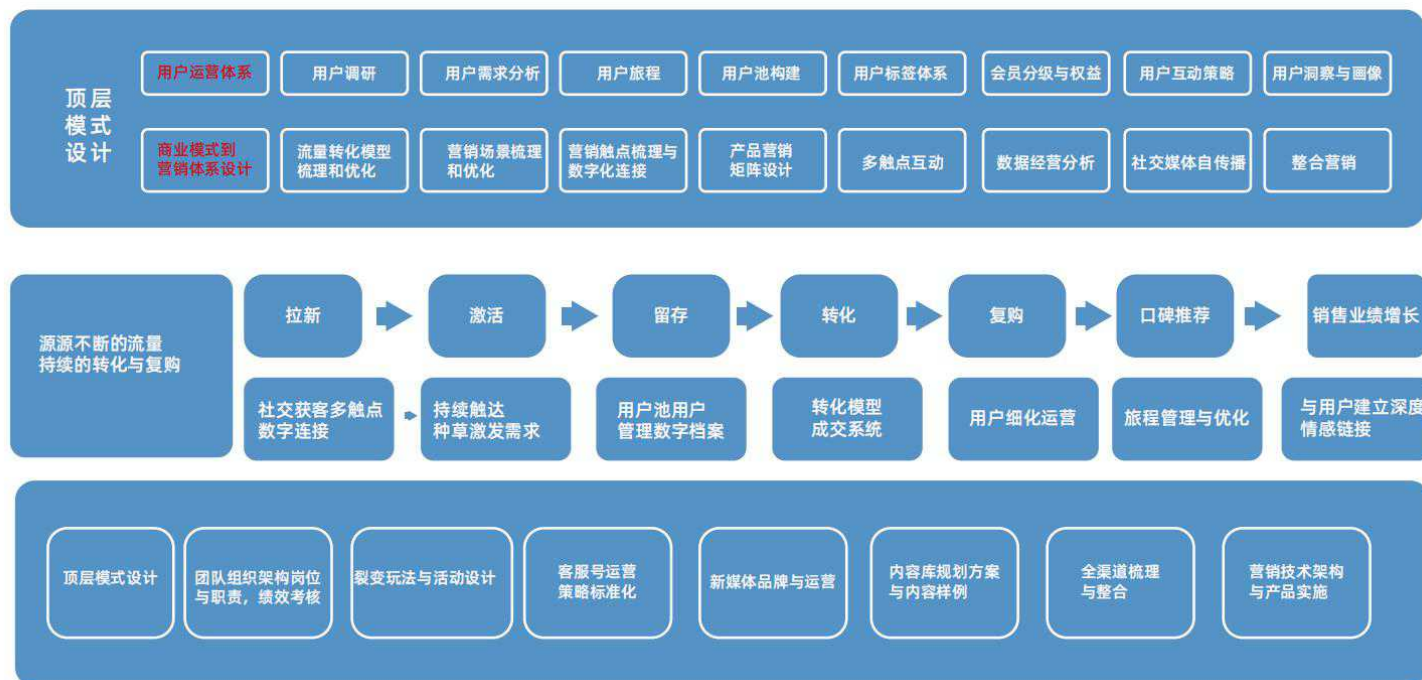 顶层
模式
设计
用户运营体系
用户调研
用户需求分析
用户旅程
用户池构建
用户标签体系
会员分级与权益
用户互动策略
用户洞察与画像
商业模式到
营销体系设计
流量转化模型
梳理和优化
营销场景梳理
和优化
营销触点梳理与
数字化连接
产品营销
矩阵设计
多触点互动
数据经营分析
社交媒体自传播
整合营销
源源不断的流量
持续的转化与复购
拉新
激活
留存
转化
复购
口碑推荐
销售业绩增长
社交获客多触点
数字连接
持续触达
种草激发需求
用户池用户
管理数字档案
转化模型
成交系统
用户细化运营
旅程管理与优化
与用户建立深度
情感链接
顶层模式设计
团队组织架构岗位
与职责，绩效考核
裂变玩法与活动设计
客服号运营
策略标准化
新媒体品牌与运营
内容库规划方案
与内容样例
全渠道梳理
与整合
营销技术架构
与产品实施